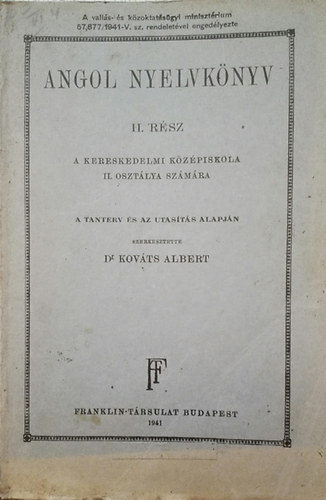 A vallás- és közoktatásügyi minisztérium
57,877/1941-V. sz. rendeletével engedélyezte
ANGOL NYELVKÖNYV
II. RÉSZ
A KERESKEDELMI KÖZÉPISKOLA
II. OSZTÁLYA SZÁMÁRA
A TANTERV ÉS AZ UTASÍTÁS ALAPJÁN
SZERKESZTETTE
Dr KOVÁTS ALBERT
FT
FRANKLIN-TÁRSULAT BUDAPEST
1941